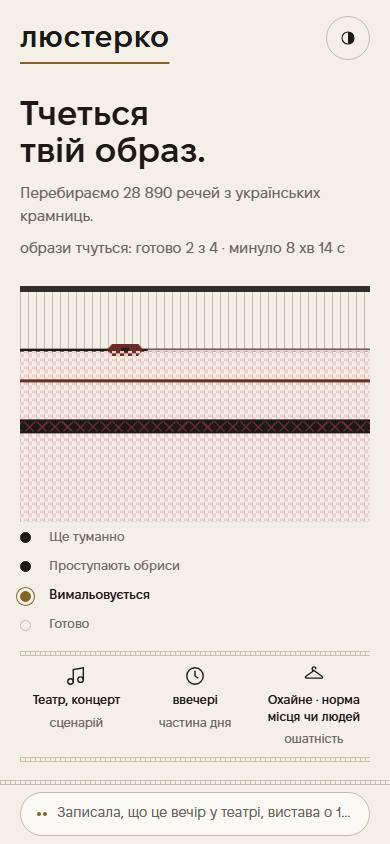 люстерко
Тчеться
твій образ.
Перебираємо 28 890 речей з українських
крамниць.
образи тчуться: готово 2 з 4 · минуло 8 хв 14 с
Ще туманно
Проступають обриси
Вимальовується
Готово
Театр, концерт
сценарій
ввечері
частина дня
Охайне · норма
місця чи людей
ошатність
Записала, що це вечір у театрі, вистава о 1...